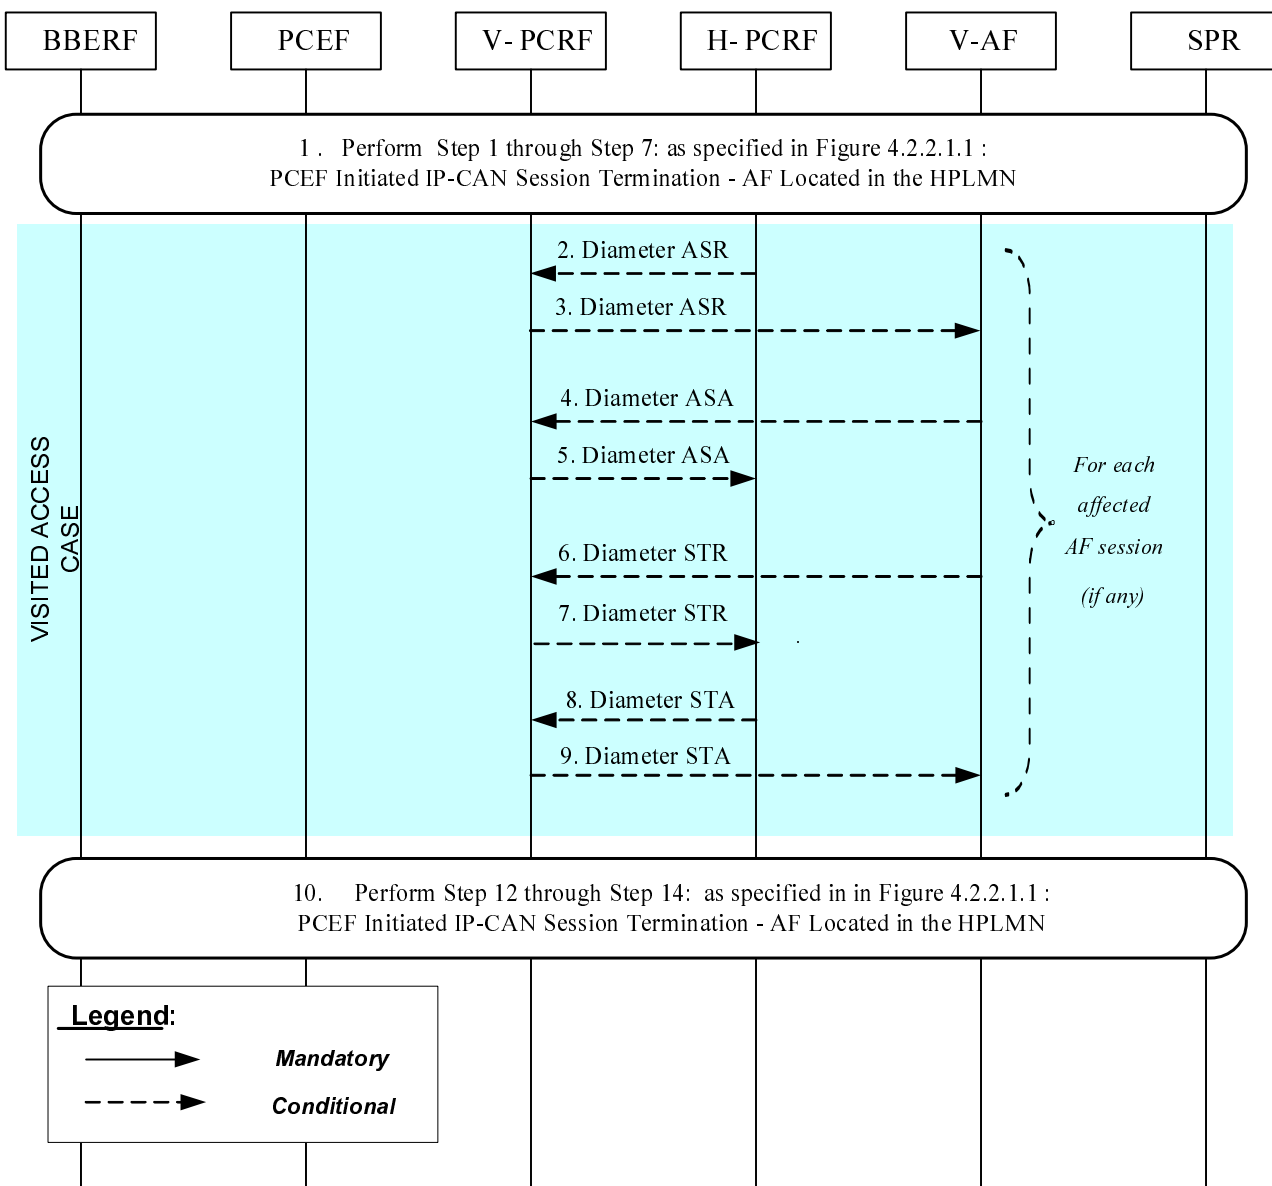 BBERF
PCEF
V- PCRF
H- PCRF
V-AF
SPR
1 . Perform Step 1 through Step 7: as specified in Figure 4.2.2.1.1 :
PCEF Initiated IP-CAN Session Termination - AF Located in the HPLMN
VISITED ACCESS
CASE
2. Diameter ASR
3. Diameter ASR
4. Diameter ASA
5. Diameter ASA
6. Diameter STR
7. Diameter STR
8. Diameter STA
9. Diameter STA
For each
affected
AF session
(if any)
10. Perform Step 12 through Step 14: as specified in in Figure 4.2.2.1.1 :
PCEF Initiated IP-CAN Session Termination - AF Located in the HPLMN
Legend:
Mandatory
Conditional